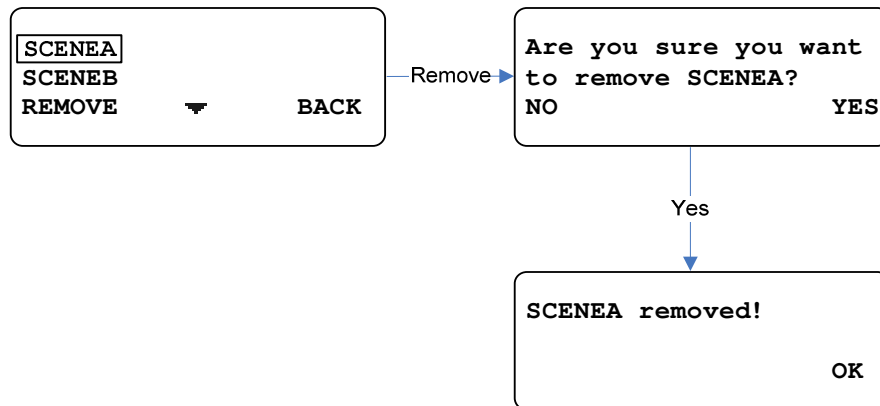 SCENEA
SCENEB
REMOVE BACK
Remove
Are you sure you want
to remove SCENEA?
NO YES
Yes
SCENEA removed!
OK